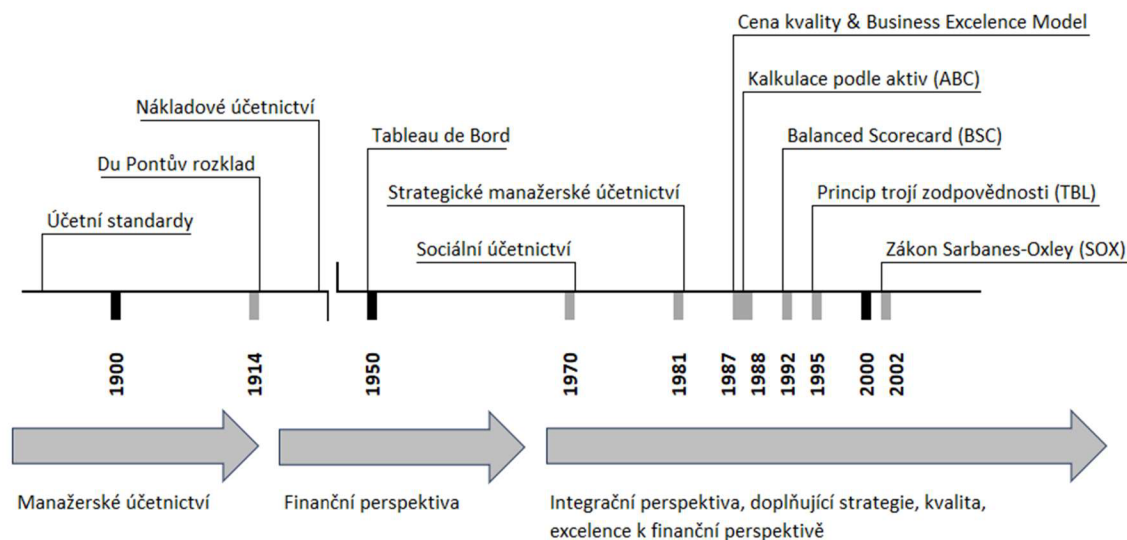 Cena kvality & Business Excelence Model
Kalkulace podle aktiv (ABC)
Nákladové účetnictví
Tableau de Bord
Balanced Scorecard (BSC)
Du Pontův rozklad
Strategické manažerské účetnictví
Princip trojí zodpovědnosti (TBL)
Účetní standardy
Sociální účetnictví
Zákon Sarbanes-Oxley (SOX)
1900
1914
1950
1970
1981
1987
1988
1992
1995
2000
2002
Manažerské účetnictví
Finanční perspektiva
Integrační perspektiva, doplňující strategie, kvalita,
excelence k finanční perspektivě